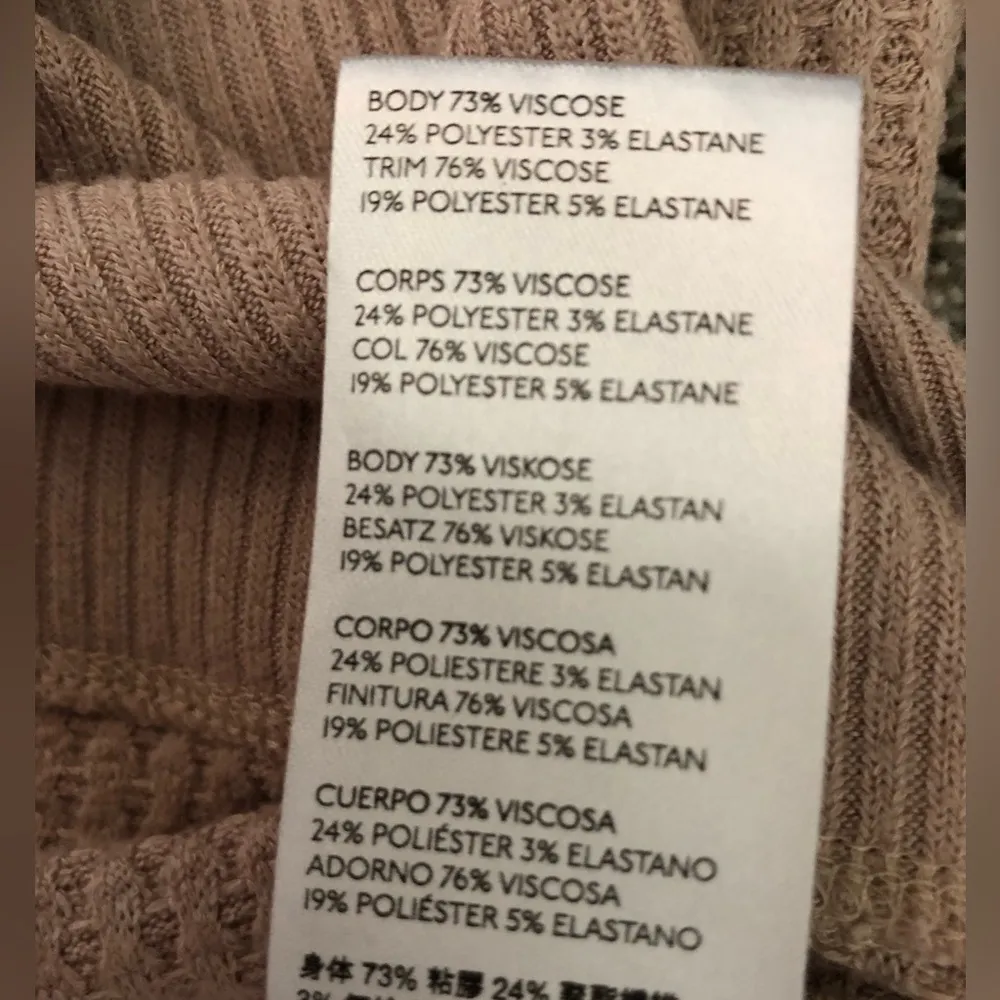 BODY 73% VISCOSE
24% POLYESTER 3% ELASTANE
TRIM 76% VISCOSE
19% POLYESTER 5% ELASTANE
CORPS 73% VISCOSE
24% POLYESTER 3% ELASTANE
COL 76% VISCOSE
19% POLYESTER 5% ELASTANE
BODY 73% VISKOSE
24% POLYESTER 3% ELASTAN
BESATZ 76% VISKOSE
19% POLYESTER 5% ELASTAN
CORPO 73% VISCOSA
24% POLIESTERE 3% ELASTAN
FINITURA 76% VISCOSA
19% POLIESTERE 5% ELASTAN
CUERPO 73% VISCOSA
24% POLIÉSTER 3% ELASTANO
ADORNO 76% VISCOSA
19% POLIÉSTER 5% ELASTANO
身体 73% 粘膠 24%
3%